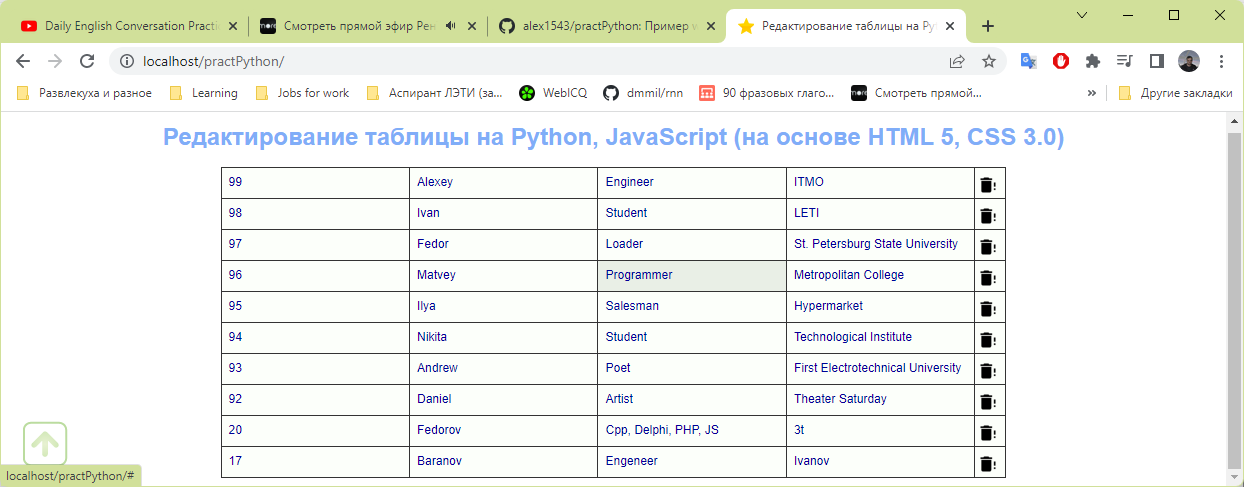 Daily English Conversation Practi
Смотреть прямой эфир Рен
alex1543/practPython: Пример w
Редактирование таблицы на Py
localhost/practPython/
Развлекуха и разное
Learning
Jobs for work
Аспирант ЛЭТИ (за...
WebICQ
dmmil/rnn
90 фразовых глаго...
more
Смотреть прямой...
»
Другие закладки
Редактирование таблицы на Python, JavaScript (на основе HTML 5, CSS 3.0)
99 Alexey Engineer ITMO
98 Ivan Student LETI
97 Fedor Loader St. Petersburg State University
96 Matvey Programmer Metropolitan College
95 Ilya Salesman Hypermarket
94 Nikita Student Technological Institute
93 Andrew Poet First Electrotechnical University
92 Daniel Artist Theater Saturday
20 Fedorov Cpp, Delphi, PHP, JS 3t
17 Baranov Engeneer Ivanov
localhost/practPython/#